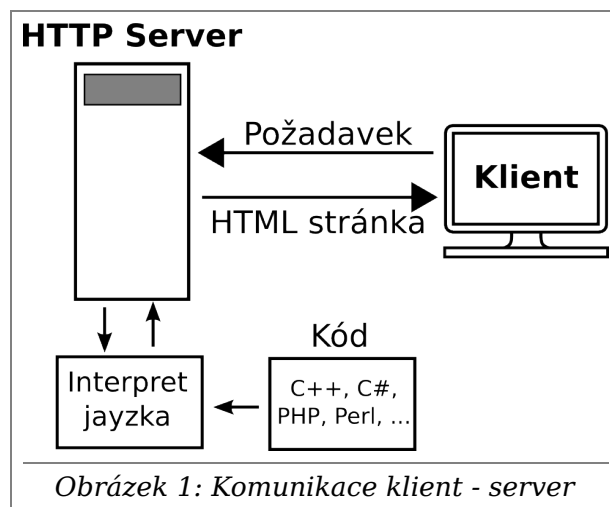 HTTP Server
Požadavek
Klient
HTML stránka
Kód
Interpret
jayzka
C++, C#,
PHP, Perl, ...
Obrázek 1: Komunikace klient - server